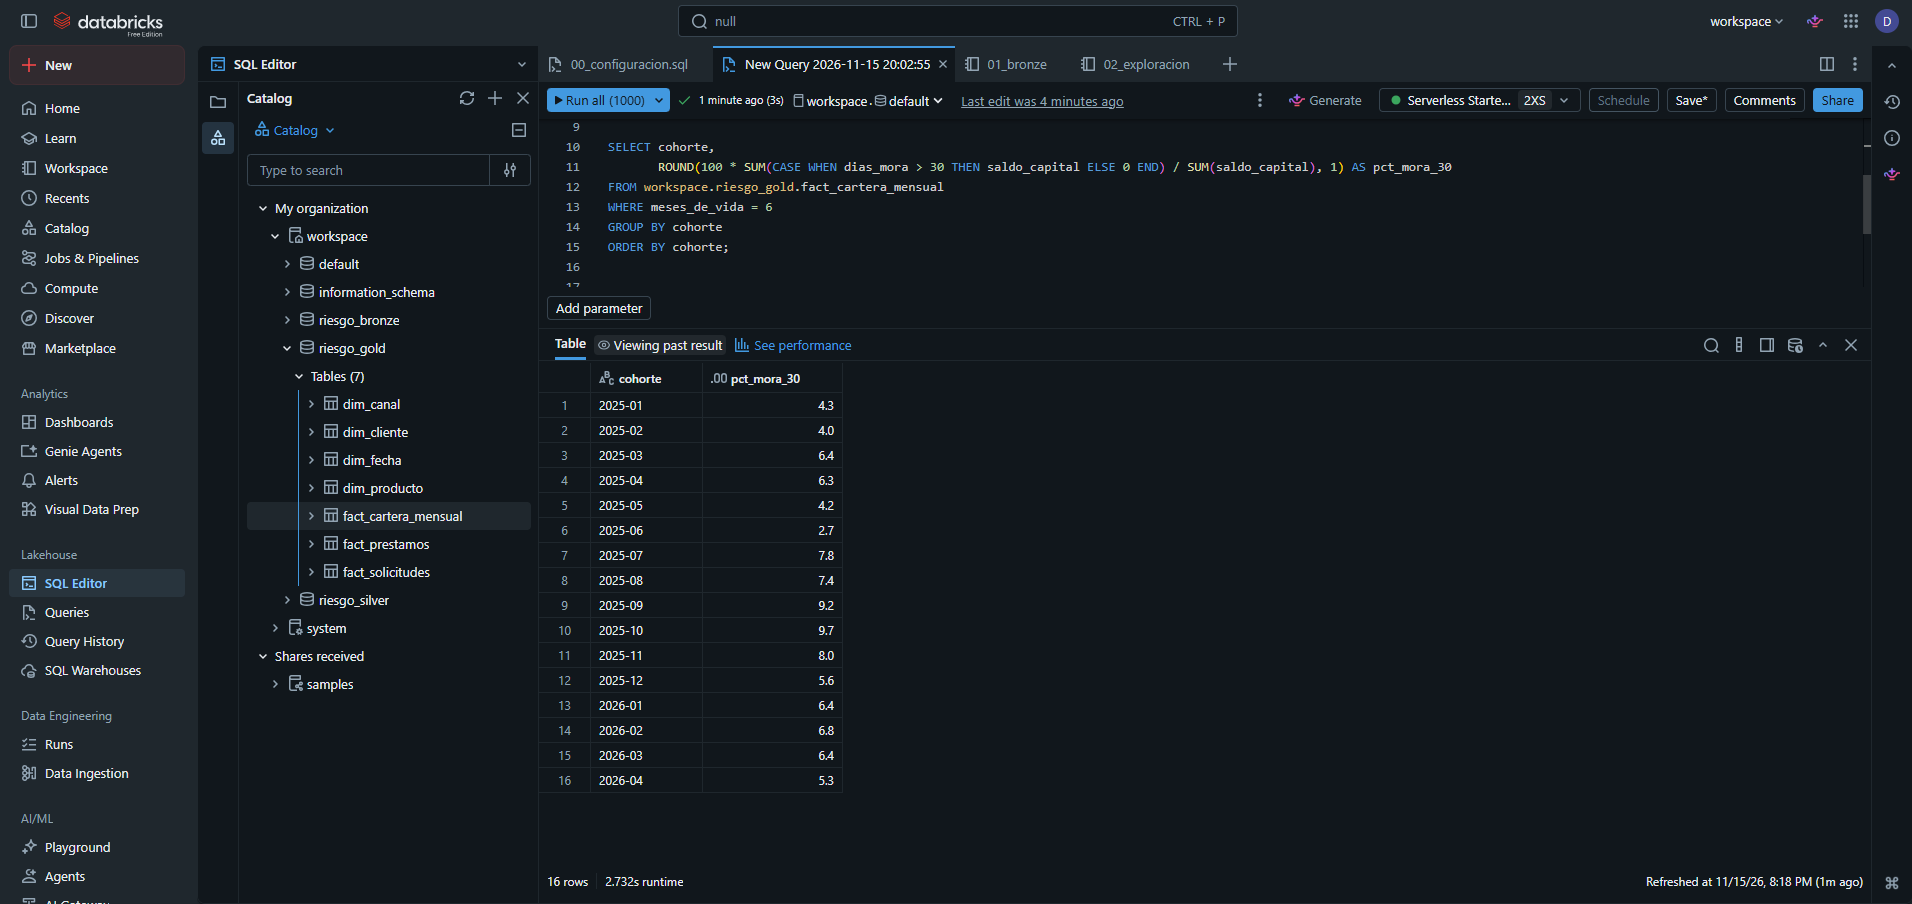 databricks
Free Edition
null
CTRL + P
workspace
D
New
Home
Learn
Workspace
Recents
Catalog
Jobs & Pipelines
Compute
Discover
Marketplace
Analytics
Dashboards
Genie Agents
Alerts
Visual Data Prep
Lakehouse
SQL Editor
Queries
Query History
SQL Warehouses
Data Engineering
Runs
Data Ingestion
AI/ML
Playground
Agents
AI Gateway
SQL Editor
Catalog
Catalog
Type to search
My organization
workspace
default
information_schema
riesgo_bronze
riesgo_gold
Tables (7)
dim_canal
dim_cliente
dim_fecha
dim_producto
fact_cartera_mensual
fact_prestamos
fact_solicitudes
riesgo_silver
system
Shares received
samples
00_configuracion.sql
New Query 2026-11-15 20:02:55
01_bronze
02_exploracion
Run all (1000)
1 minute ago (3s)
workspace. default
Last edit was 4 minutes ago
Generate
Serverless Starte... 2XS
Schedule
Save*
Comments
Share
9
10 SELECT cohorte,
11 ROUND(100 * SUM(CASE WHEN dias_mora > 30 THEN saldo_capital ELSE 0 END) / SUM(saldo_capital), 1) AS pct_mora_30
12 FROM workspace.riesgo_gold.fact_cartera_mensual
13 WHERE meses_de_vida = 6
14 GROUP BY cohorte
15 ORDER BY cohorte;
16
17
Add parameter
Table
Viewing past result
See performance
cohorte .00 pct_mora_30
1 2025-01 4.3
2 2025-02 4.0
3 2025-03 6.4
4 2025-04 6.3
5 2025-05 4.2
6 2025-06 2.7
7 2025-07 7.8
8 2025-08 7.4
9 2025-09 9.2
10 2025-10 9.7
11 2025-11 8.0
12 2025-12 5.6
13 2026-01 6.4
14 2026-02 6.8
15 2026-03 6.4
16 2026-04 5.3
16 rows
2.732s runtime
Refreshed at 11/15/26, 8:18 PM (1m ago)